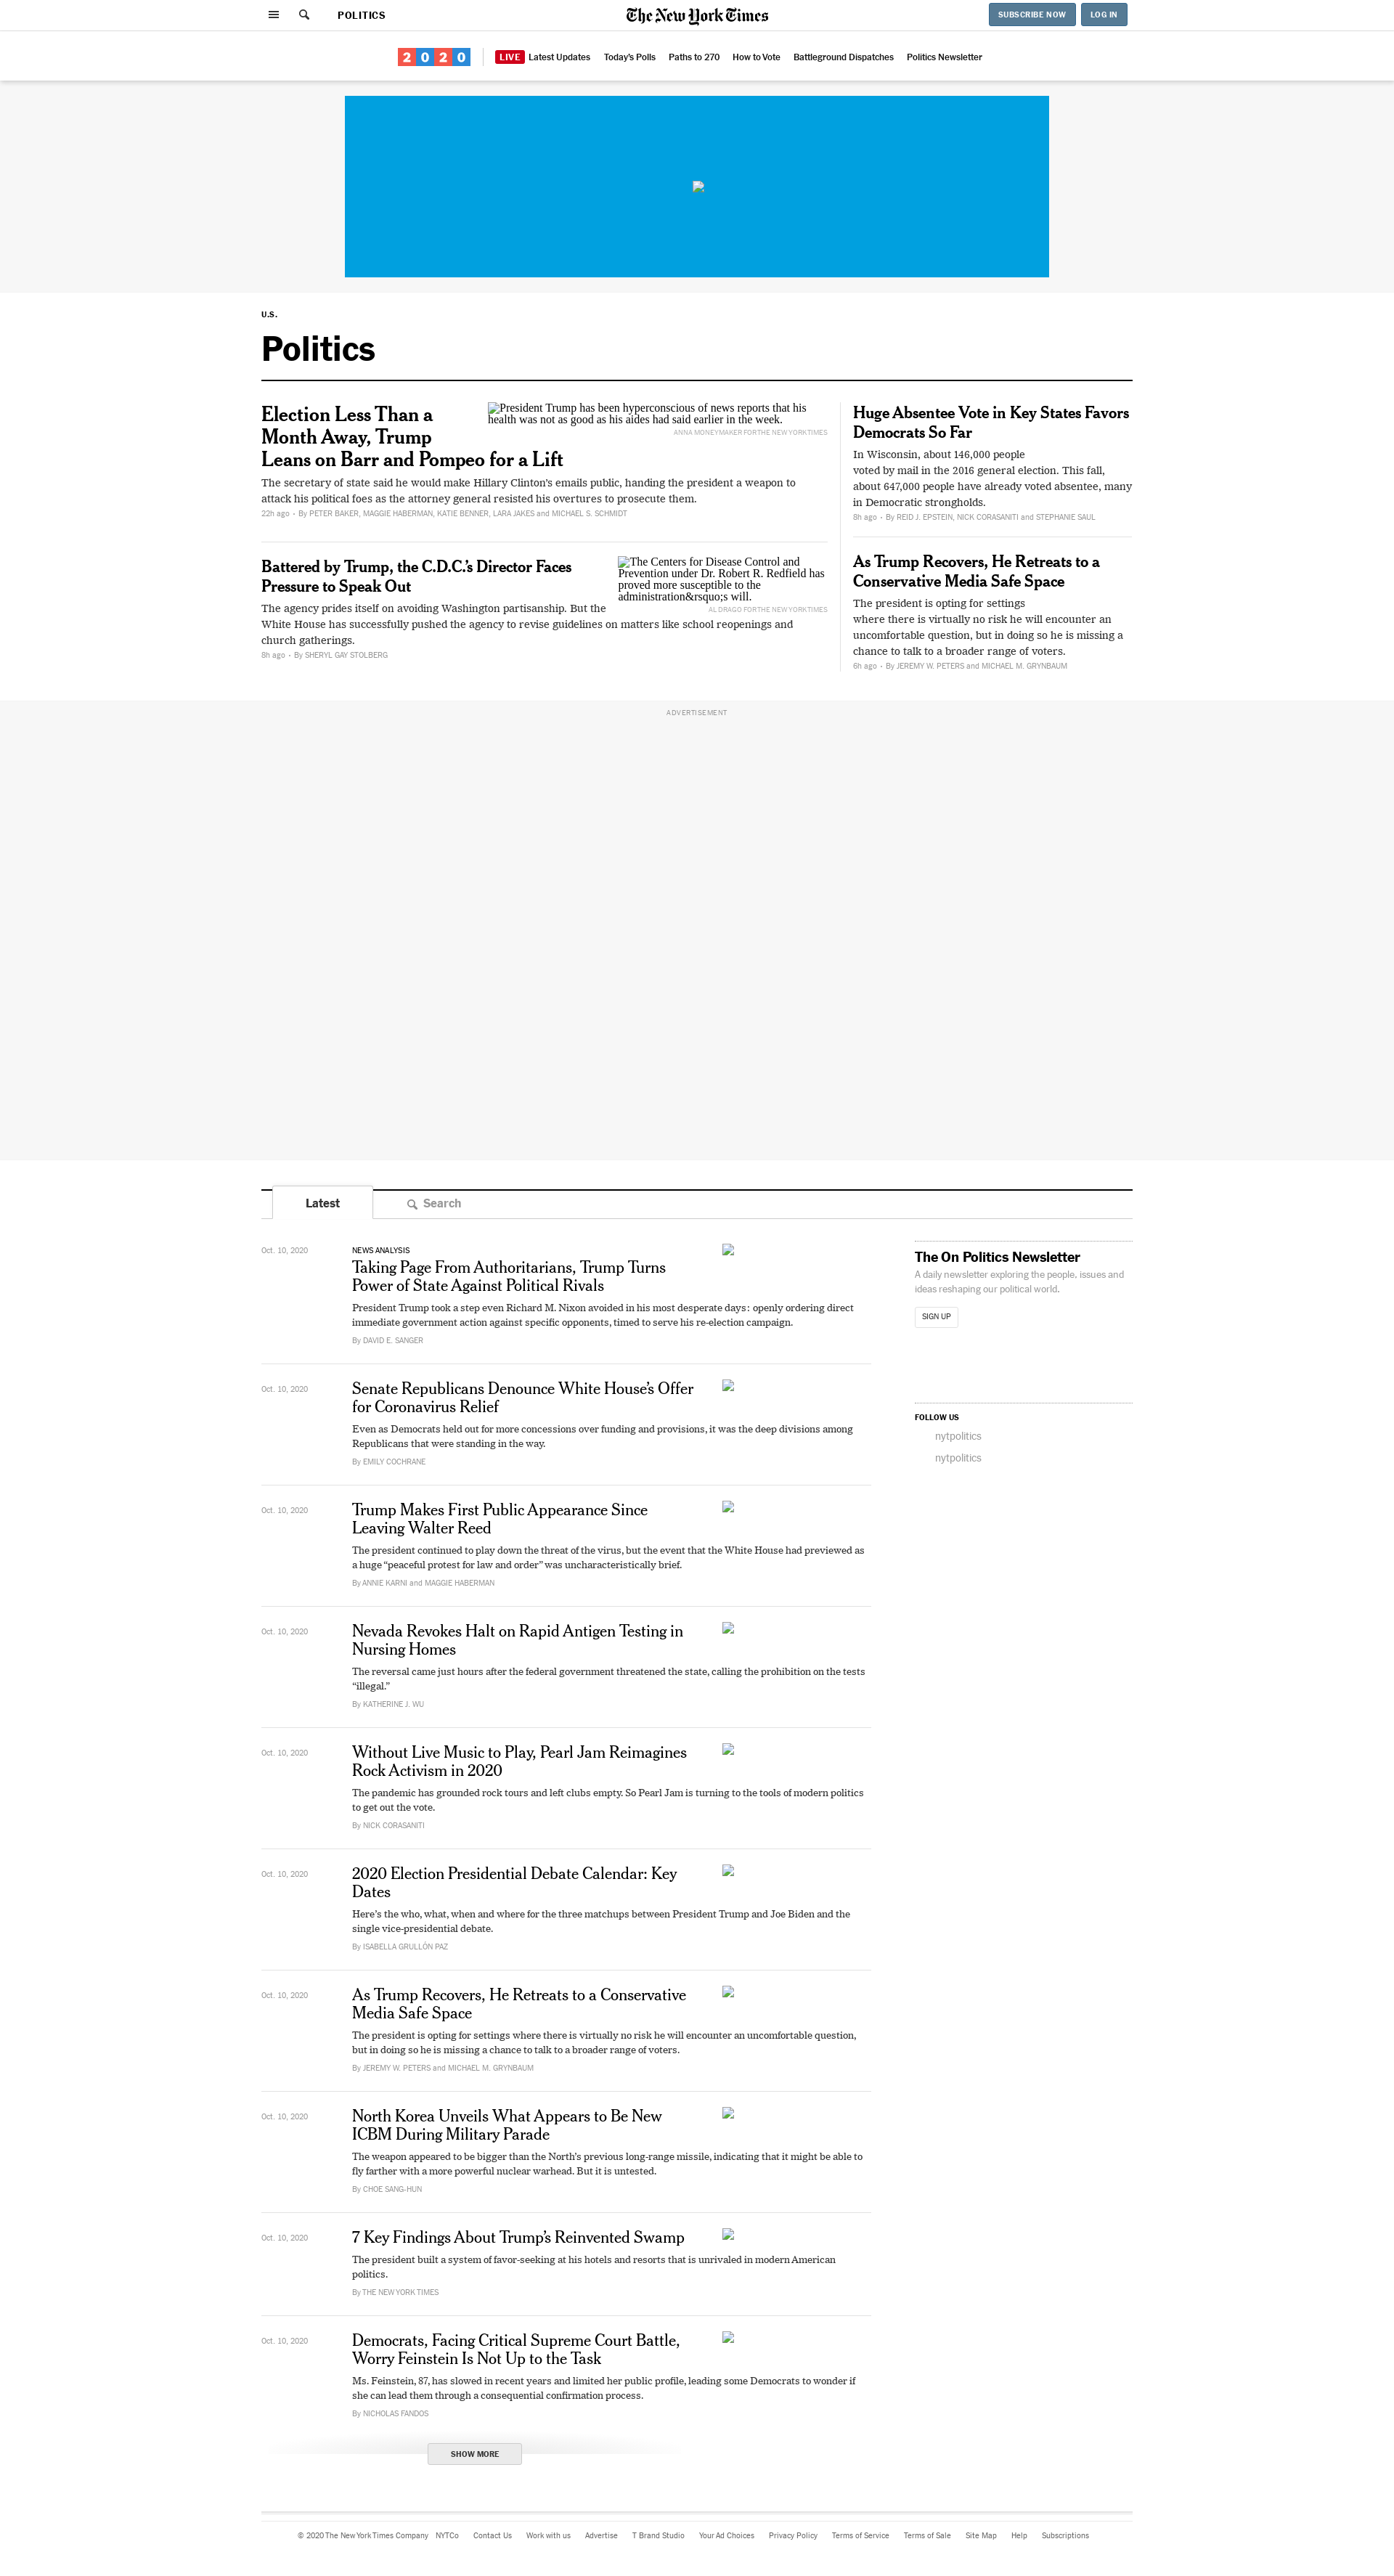 POLITICS
The New York Times
SUBSCRIBE NOW
LOG IN
2020
LIVE Latest Updates Today's Polls Paths to 270 How to Vote Battleground Dispatches Politics Newsletter
U.S.
Politics
Election Less Than a
Month Away, Trump
Leans on Barr and Pompeo for a Lift
President Trump has been hyperconscious of news reports that his
health was not as good as his aides had said earlier in the week.
ANNA MONEYMAKER FOR THE NEW YORK TIMES
The secretary of state said he would make Hillary Clinton's emails public, handing the president a weapon to
attack his political foes as the attorney general resisted his overtures to prosecute them.
22h ago • By PETER BAKER, MAGGIE HABERMAN, KATIE BENNER, LARA JAKES and MICHAEL S. SCHMIDT
Battered by Trump, the C.D.C.'s Director Faces
Pressure to Speak Out
The Centers for Disease Control and
Prevention under Dr. Robert R. Redfield has
proved more susceptible to the
administration&rsquo;s will.
AL DRAGO FOR THE NEW YORK TIMES
The agency prides itself on avoiding Washington partisanship. But the
White House has successfully pushed the agency to revise guidelines on matters like school reopenings and
church gatherings.
8h ago • By SHERYL GAY STOLBERG
Huge Absentee Vote in Key States Favors
Democrats So Far
In Wisconsin, about 146,000 people
voted by mail in the 2016 general election. This fall,
about 647,000 people have already voted absentee, many
in Democratic strongholds.
8h ago • By REID J. EPSTEIN, NICK CORASANITI and STEPHANIE SAUL
As Trump Recovers, He Retreats to a
Conservative Media Safe Space
The president is opting for settings
where there is virtually no risk he will encounter an
uncomfortable question, but in doing so he is missing a
chance to talk to a broader range of voters.
6h ago • By JEREMY W. PETERS and MICHAEL M. GRYNBAUM
ADVERTISEMENT
Latest
Search
Oct. 10, 2020
NEWS ANALYSIS
Taking Page From Authoritarians, Trump Turns
Power of State Against Political Rivals
President Trump took a step even Richard M. Nixon avoided in his most desperate days: openly ordering direct
immediate government action against specific opponents, timed to serve his re-election campaign.
By DAVID E. SANGER
Oct. 10, 2020
Senate Republicans Denounce White House's Offer
for Coronavirus Relief
Even as Democrats held out for more concessions over funding and provisions, it was the deep divisions among
Republicans that were standing in the way.
By EMILY COCHRANE
Oct. 10, 2020
Trump Makes First Public Appearance Since
Leaving Walter Reed
The president continued to play down the threat of the virus, but the event that the White House had previewed as
a huge “peaceful protest for law and order” was uncharacteristically brief.
By ANNIE KARNI and MAGGIE HABERMAN
Oct. 10, 2020
Nevada Revokes Halt on Rapid Antigen Testing in
Nursing Homes
The reversal came just hours after the federal government threatened the state, calling the prohibition on the tests
“illegal.”
By KATHERINE J. WU
Oct. 10, 2020
Without Live Music to Play, Pearl Jam Reimagines
Rock Activism in 2020
The pandemic has grounded rock tours and left clubs empty. So Pearl Jam is turning to the tools of modern politics
to get out the vote.
By NICK CORASANITI
Oct. 10, 2020
2020 Election Presidential Debate Calendar: Key
Dates
Here's the who, what, when and where for the three matchups between President Trump and Joe Biden and the
single vice-presidential debate.
By ISABELLA GRULLÓN PAZ
Oct. 10, 2020
As Trump Recovers, He Retreats to a Conservative
Media Safe Space
The president is opting for settings where there is virtually no risk he will encounter an uncomfortable question,
but in doing so he is missing a chance to talk to a broader range of voters.
By JEREMY W. PETERS and MICHAEL M. GRYNBAUM
Oct. 10, 2020
North Korea Unveils What Appears to Be New
ICBM During Military Parade
The weapon appeared to be bigger than the North's previous long-range missile, indicating that it might be able to
fly farther with a more powerful nuclear warhead. But it is untested.
By CHOE SANG-HUN
Oct. 10, 2020
7 Key Findings About Trump's Reinvented Swamp
The president built a system of favor-seeking at his hotels and resorts that is unrivaled in modern American
politics.
By THE NEW YORK TIMES
Oct. 10, 2020
Democrats, Facing Critical Supreme Court Battle,
Worry Feinstein Is Not Up to the Task
Ms. Feinstein, 87, has slowed in recent years and limited her public profile, leading some Democrats to wonder if
she can lead them through a consequential confirmation process.
By NICHOLAS FANDOS
SHOW MORE
The On Politics Newsletter
A daily newsletter exploring the people, issues and
ideas reshaping our political world.
SIGN UP
FOLLOW US
nytpolitics
nytpolitics
© 2020 The New York Times Company NYTCo Contact Us Work with us Advertise T Brand Studio Your Ad Choices Privacy Policy Terms of Service Terms of Sale Site Map Help Subscriptions